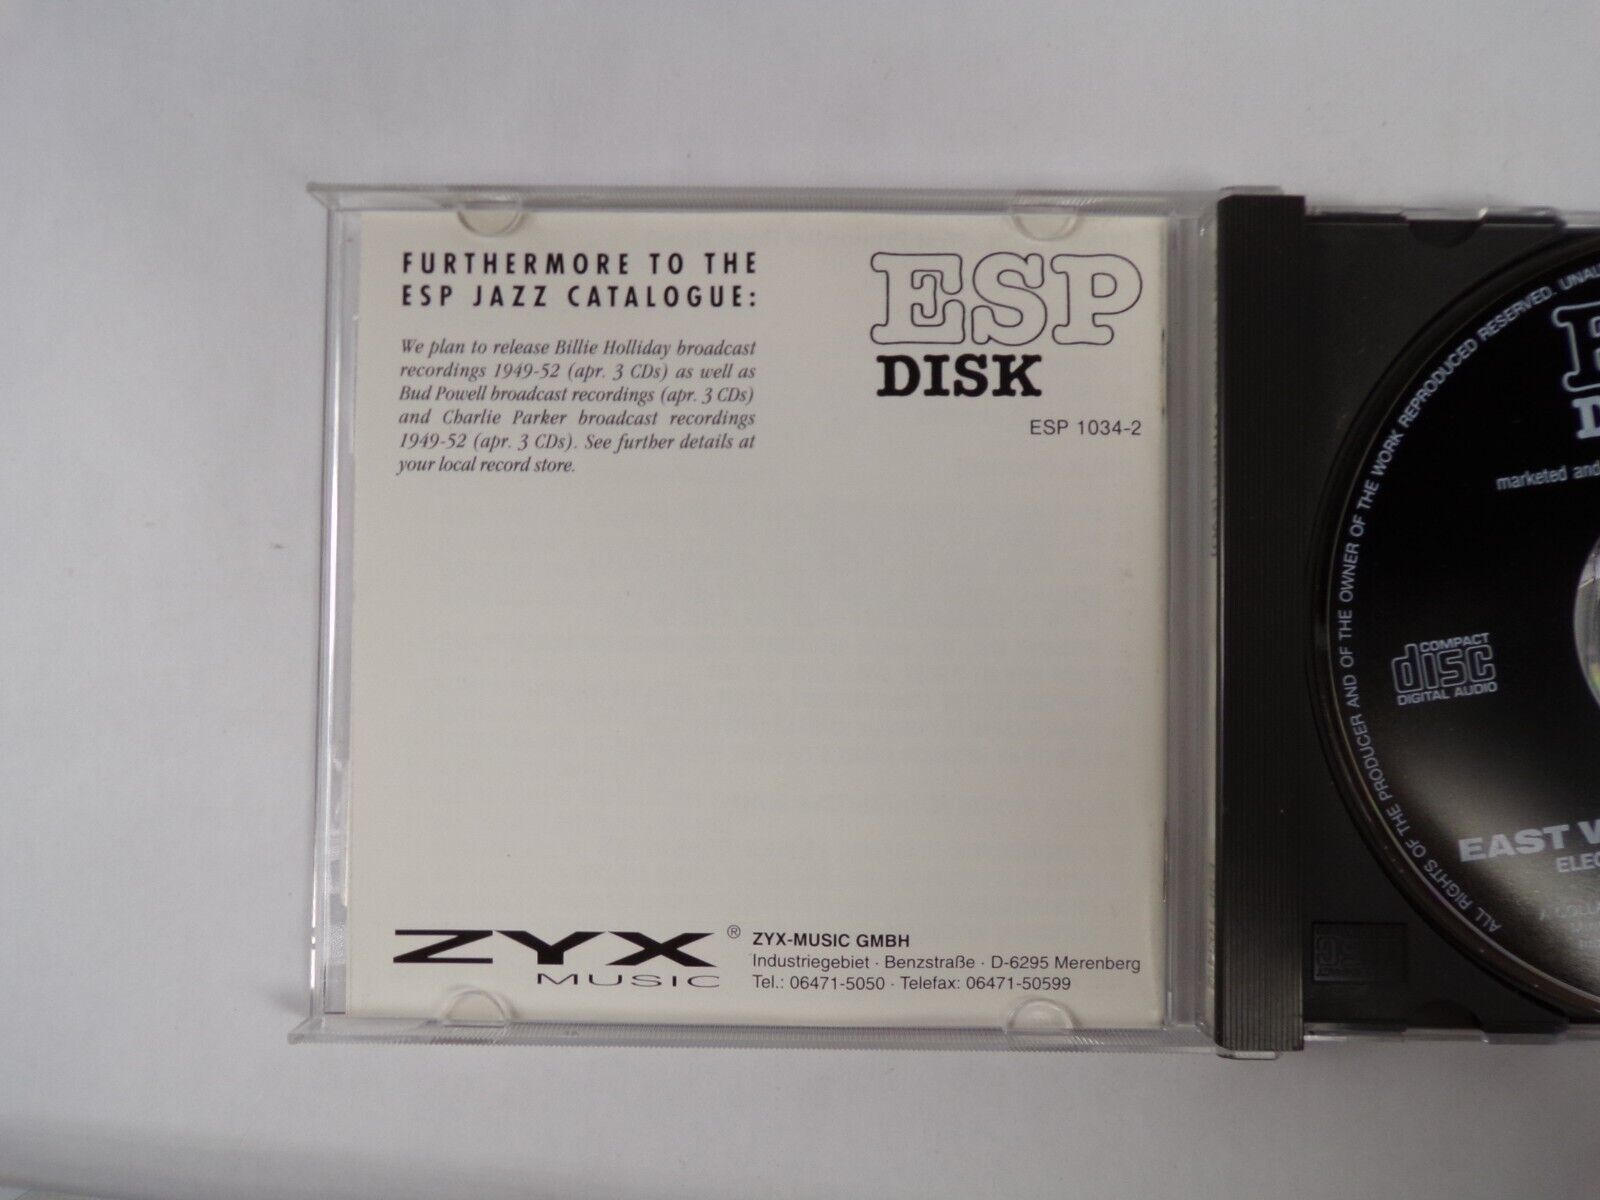 FURTHERMORE TO THE
ESP JAZZ CATALOGUE:
We plan to release Billie Holliday broadcast
recordings 1949-52 (apr. 3 CDs) as well as
Bud Powell broadcast recordings (apr. 3 CDs)
and Charlie Parker broadcast recordings
1949-52 (apr. 3 CDs). See further details at
your local record store.
ESP
DISK
ESP 1034-2
ZYX ®
MUSIC
ZYX-MUSIC GMBH
Industriegebiet · Benzstraße · D-6295 Merenberg
Tel.: 06471-5050 · Telefax: 06471-50599
ALL RIGHTS OF THE PRODUCER AND OF THE OWNER OF THE WORK REPRODUCED RESERVED.
marketed and
COMPACT
disc
DIGITAL AUDIO
EAST